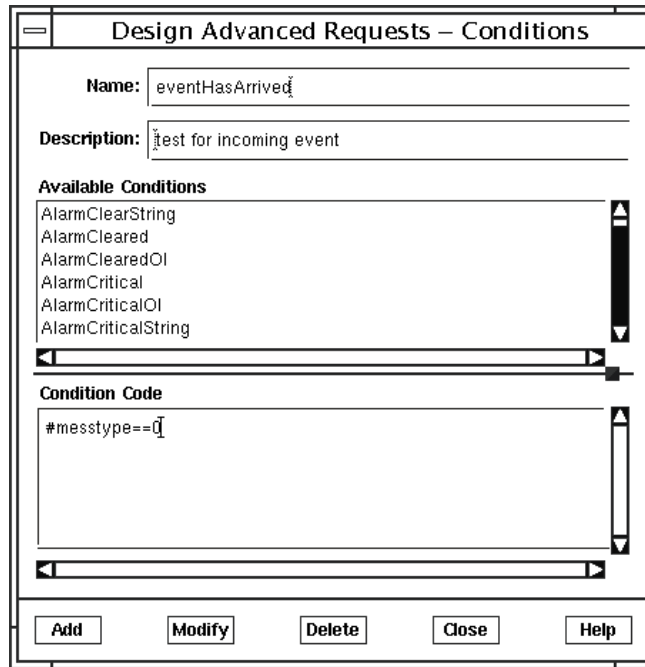 Design Advanced Requests – Conditions
Name: eventHasArrived
Description: test for incoming event
Available Conditions
AlarmClearString
AlarmCleared
AlarmClearedOI
AlarmCritical
AlarmCriticalOI
AlarmCriticalString
Condition Code
#messtype==0
Add Modify Delete Close Help